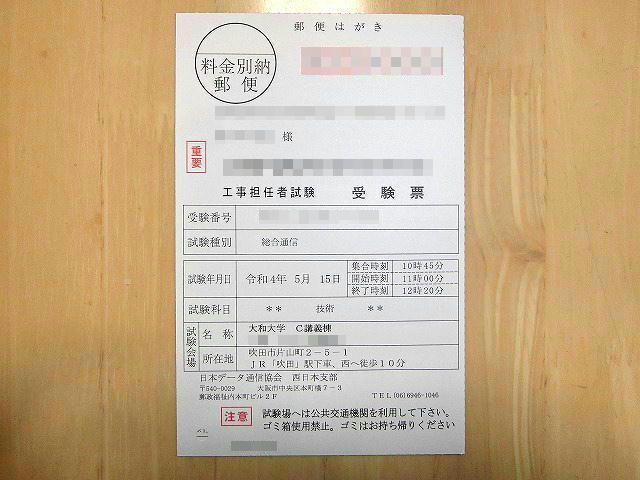 郵便はがき
料金別納
郵便
様
重要
工事担任者試験 受験票
受験番号
試験種別 総合通信
試験年月日 令和4年 5月 15日
集合時刻 10時45分
開始時刻 11時00分
終了時刻 12時20分
試験科目 ** 技術 **
試験会場
名称 大和大学 C講義棟
所在地 吹田市片山町2-5-1
JR「吹田」駅下車、西へ徒歩10分
日本データ通信協会 西日本支部
〒540-0029 大阪市中央区本町橋7-3
郵政福祉内本町ビル2F TEL(06)6946-1046
注意
試験場へは公共交通機関を利用して下さい。
ゴミ箱使用禁止。ゴミはお持ち帰りください